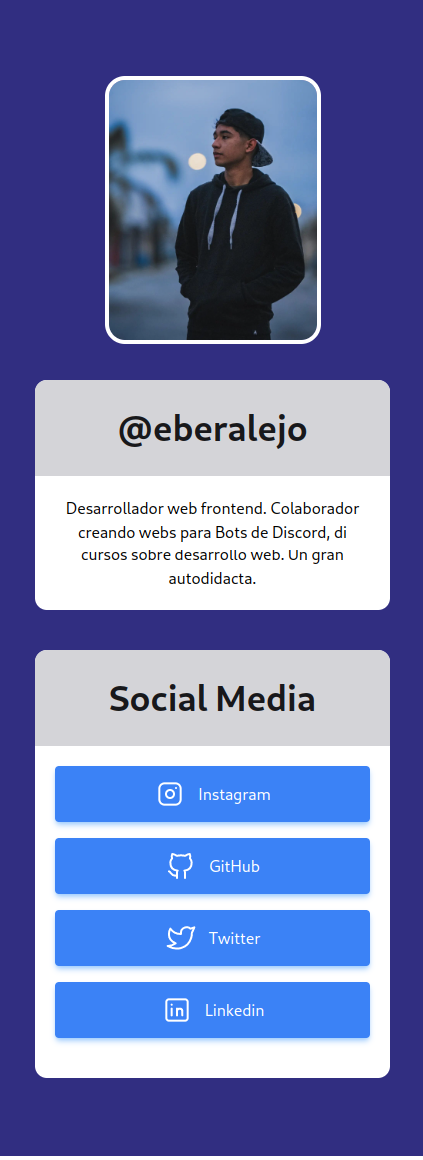 @eberalejo
Desarrollador web frontend. Colaborador
creando webs para Bots de Discord, di
cursos sobre desarrollo web. Un gran
autodidacta.
Social Media
Instagram
GitHub
Twitter
Linkedin